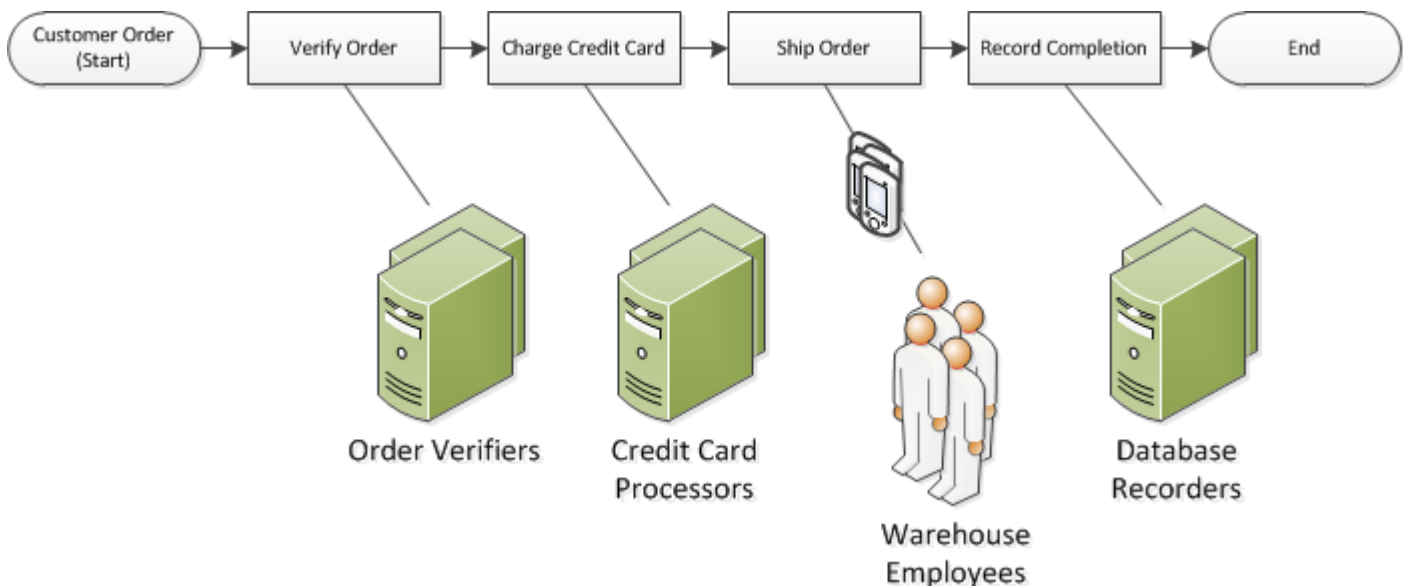 Customer Order
(Start)
Verify Order
Charge Credit Card
Ship Order
Record Completion
End
Order Verifiers
Credit Card
Processors
Warehouse
Employees
Database
Recorders